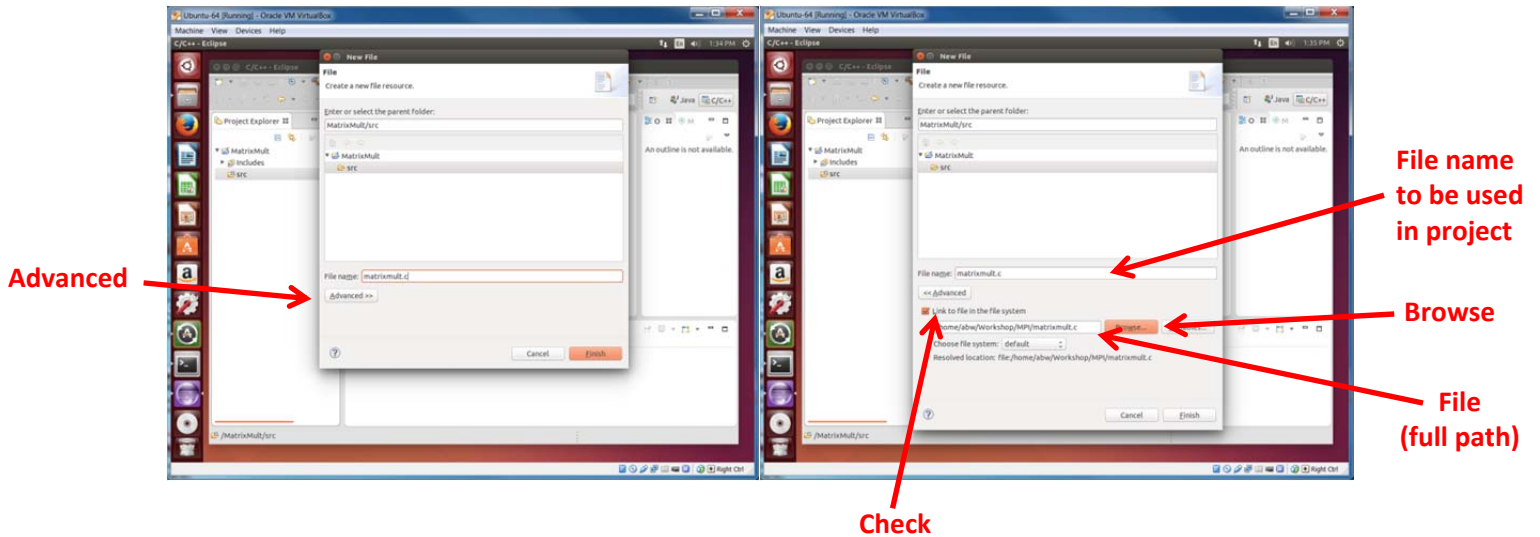 Ubuntu-64 [Running] - Oracle VM VirtualBox
Machine View Devices Help
C/C++ - Eclipse
En 1:34 PM
New File
C/C++ - Eclipse
File
Create a new file resource.
Java C/C++
Enter or select the parent folder:
Project Explorer
MatrixMult/src
An outline is not available.
MatrixMult
MatrixMult
Includes
src
src
File name: matrixmult.c
Advanced >>
Cancel Finish
/MatrixMult/src
Right Ctrl
Advanced
Ubuntu-64 [Running] - Oracle VM VirtualBox
Machine View Devices Help
C/C++ - Eclipse
En 1:35 PM
New File
C/C++ - Eclipse
File
Create a new file resource.
Java C/C++
Enter or select the parent folder:
Project Explorer
MatrixMult/src
An outline is not available.
MatrixMult
MatrixMult
Includes
src
src
File name: matrixmult.c
<< Advanced
Link to file in the file system
/home/abw/Workshop/MPI/matrixmult.c Browse...
Choose file system: default
Resolved location: file:/home/abw/Workshop/MPI/matrixmult.c
Cancel Finish
/MatrixMult/src
Right Ctrl
File name
to be used
in project
Browse
File
(full path)
Check